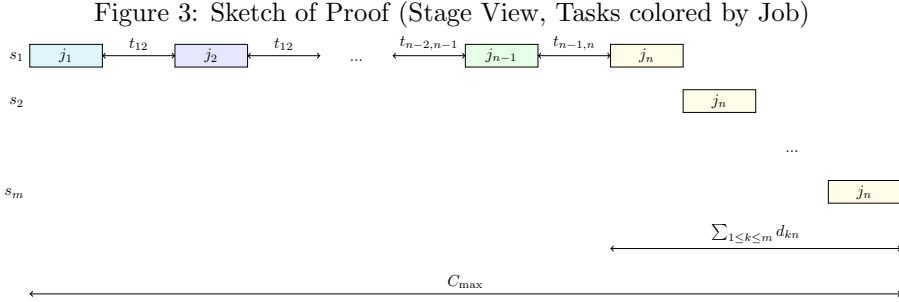 Figure 3: Sketch of Proof (Stage View, Tasks colored by Job)
s₁ j₁ t₁₂ j₂ t₁₂ ... tₙ₋₂,ₙ₋₁ jₙ₋₁ tₙ₋₁,ₙ jₙ
s₂ jₙ
...
sₘ jₙ
∑₁≤ₖ≤ₘ dₖₙ
Cₘₐₓ